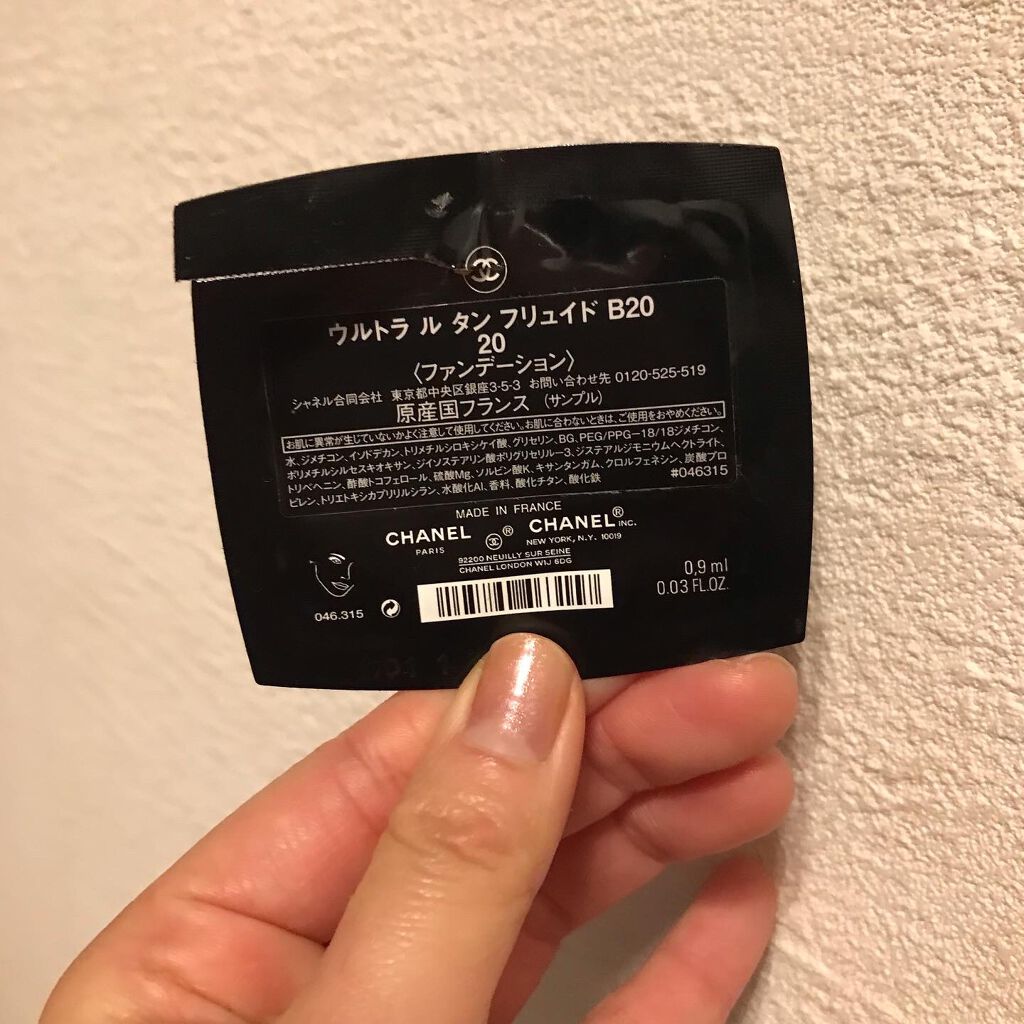 ウルトラ ル タン フリュイド B20
20
〈ファンデーション〉
シャネル合同会社 東京都中央区銀座3-5-3 お問い合わせ先 0120-525-519
原産国フランス （サンプル）
お肌に異常が生じていないかよく注意して使用してください。お肌に合わないときは、ご使用をおやめください。
水、ジメチコン、イソドデカン、トリメチルシロキシケイ酸、グリセリン、BG、PEG/PPG-18/18ジメチコン、
ポリメチルシルセスキオキサン、ジイソステアリン酸ポリグリセリル-3、ジステアルジモニウムヘクトライト、
トリベヘニン、酢酸トコフェロール、硫酸Mg、ソルビン酸K、キサンタンガム、クロルフェネシン、炭酸プロ
ピレン、トリエトキシカプリリルシラン、水酸化Al、香料、酸化チタン、酸化鉄 #046315
MADE IN FRANCE
CHANEL ® CHANEL® INC.
PARIS NEW YORK, N.Y. 10019
92200 NEUILLY SUR SEINE
CHANEL LONDON W1J 6DG
0,9 ml
0.03 FL.OZ.
046.315